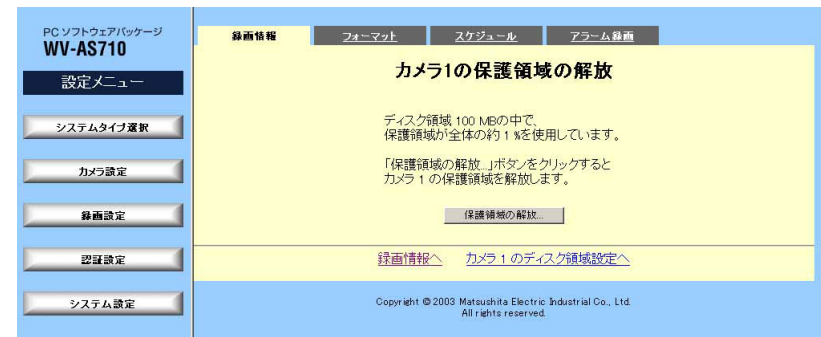 PC ソフトウェアパッケージ
WV-AS710
設定メニュー
システムタイプ選択
カメラ設定
録画設定
認証設定
システム設定
録画情報 フォーマット スケジュール アラーム録画
カメラ1の保護領域の解放
ディスク領域 100 MBの中で、
保護領域が全体の約 1 %を使用しています。
「保護領域の解放...」ボタンをクリックすると
カメラ 1 の保護領域を解放します。
保護領域の解放...
録画情報へ カメラ 1 のディスク領域設定へ
Copyright © 2003 Matsushita Electric Industrial Co., Ltd.
All rights reserved.